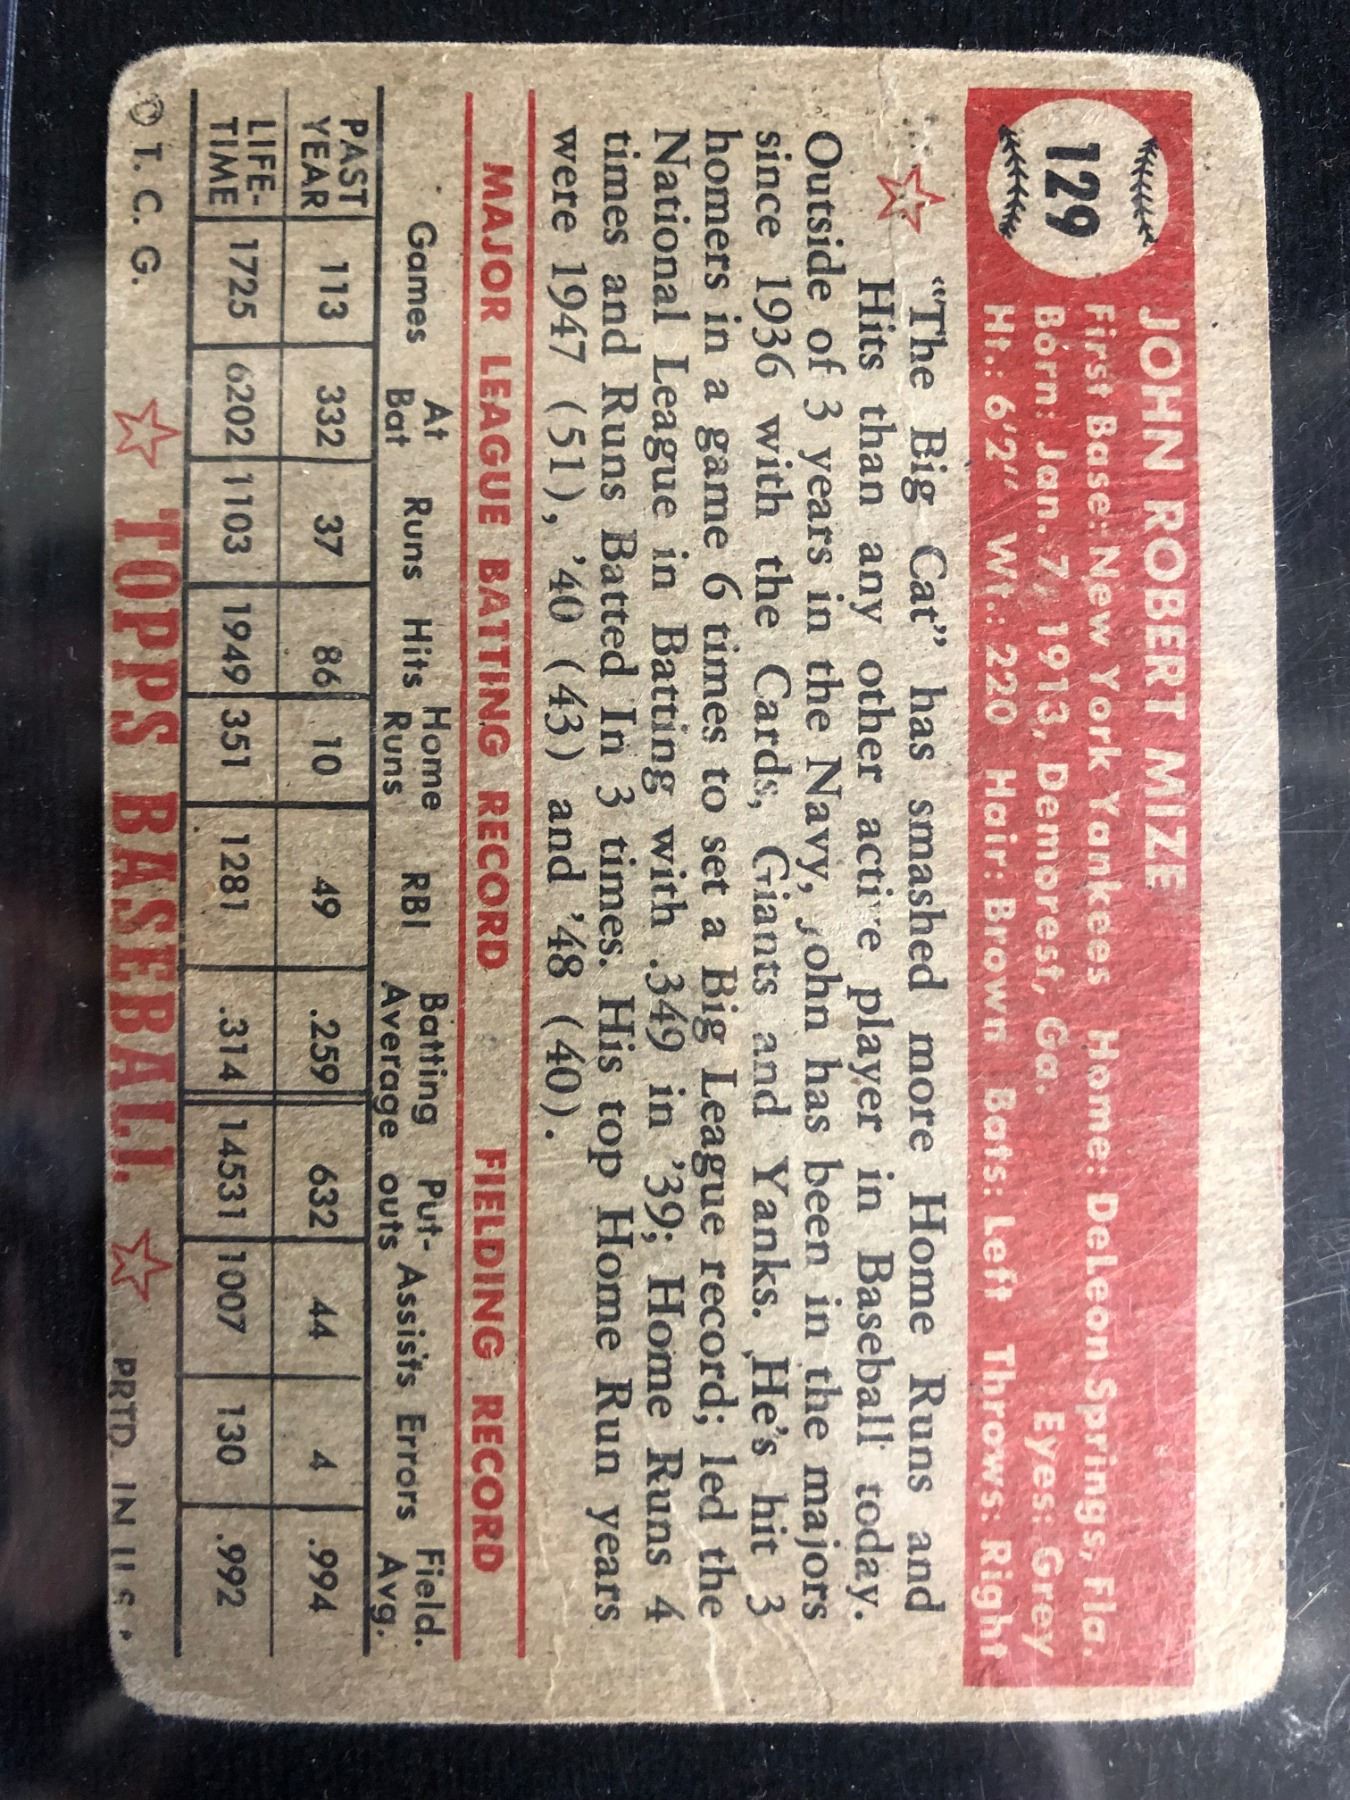 129
JOHN ROBERT MIZE
First Base: New York Yankees Home: DeLeon Springs, Fla.
Born: Jan. 7, 1913, Demorest, Ga. Eyes: Grey
Ht.: 6'2" Wt.: 220 Hair: Brown Bats: Left Throws: Right
"The Big Cat" has smashed more Home Runs and
Hits than any other active player in Baseball today.
Outside of 3 years in the Navy, John has been in the majors
since 1936 with the Cards, Giants and Yanks. He's hit 3
homers in a game 6 times to set a Big League record; led the
National League in Batting with .349 in '39; Home Runs 4
times and Runs Batted In 3 times. His top Home Run years
were 1947 (51), '40 (43) and '48 (40).
MAJOR LEAGUE BATTING RECORD FIELDING RECORD
Games At Bat Runs Hits Home Runs RBI Batting Average Put-outs Assists Errors Field. Avg.
PAST YEAR 113 332 37 86 10 49 .259 632 44 4 .994
LIFE-TIME 1725 6202 1103 1949 351 1281 .314 14531 1007 130 .992
© T. C. G. TOPPS BASEBALL PRTD. IN U.S.